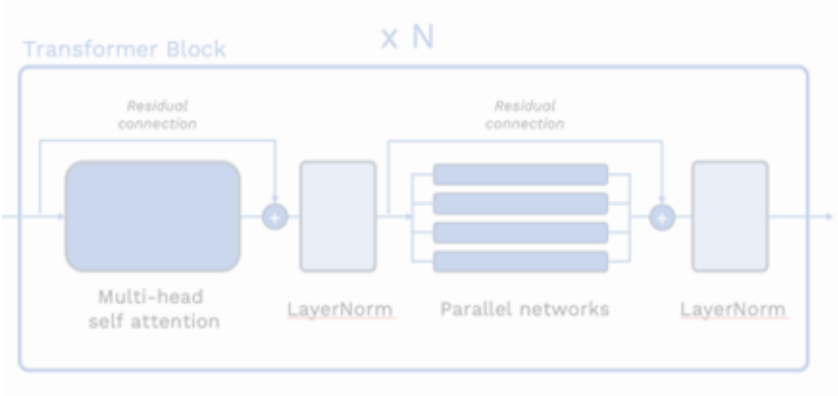 x N
Transformer Block
Residual
connection
Residual
connection
+
+
Multi-head
self attention
LayerNorm
Parallel networks
LayerNorm